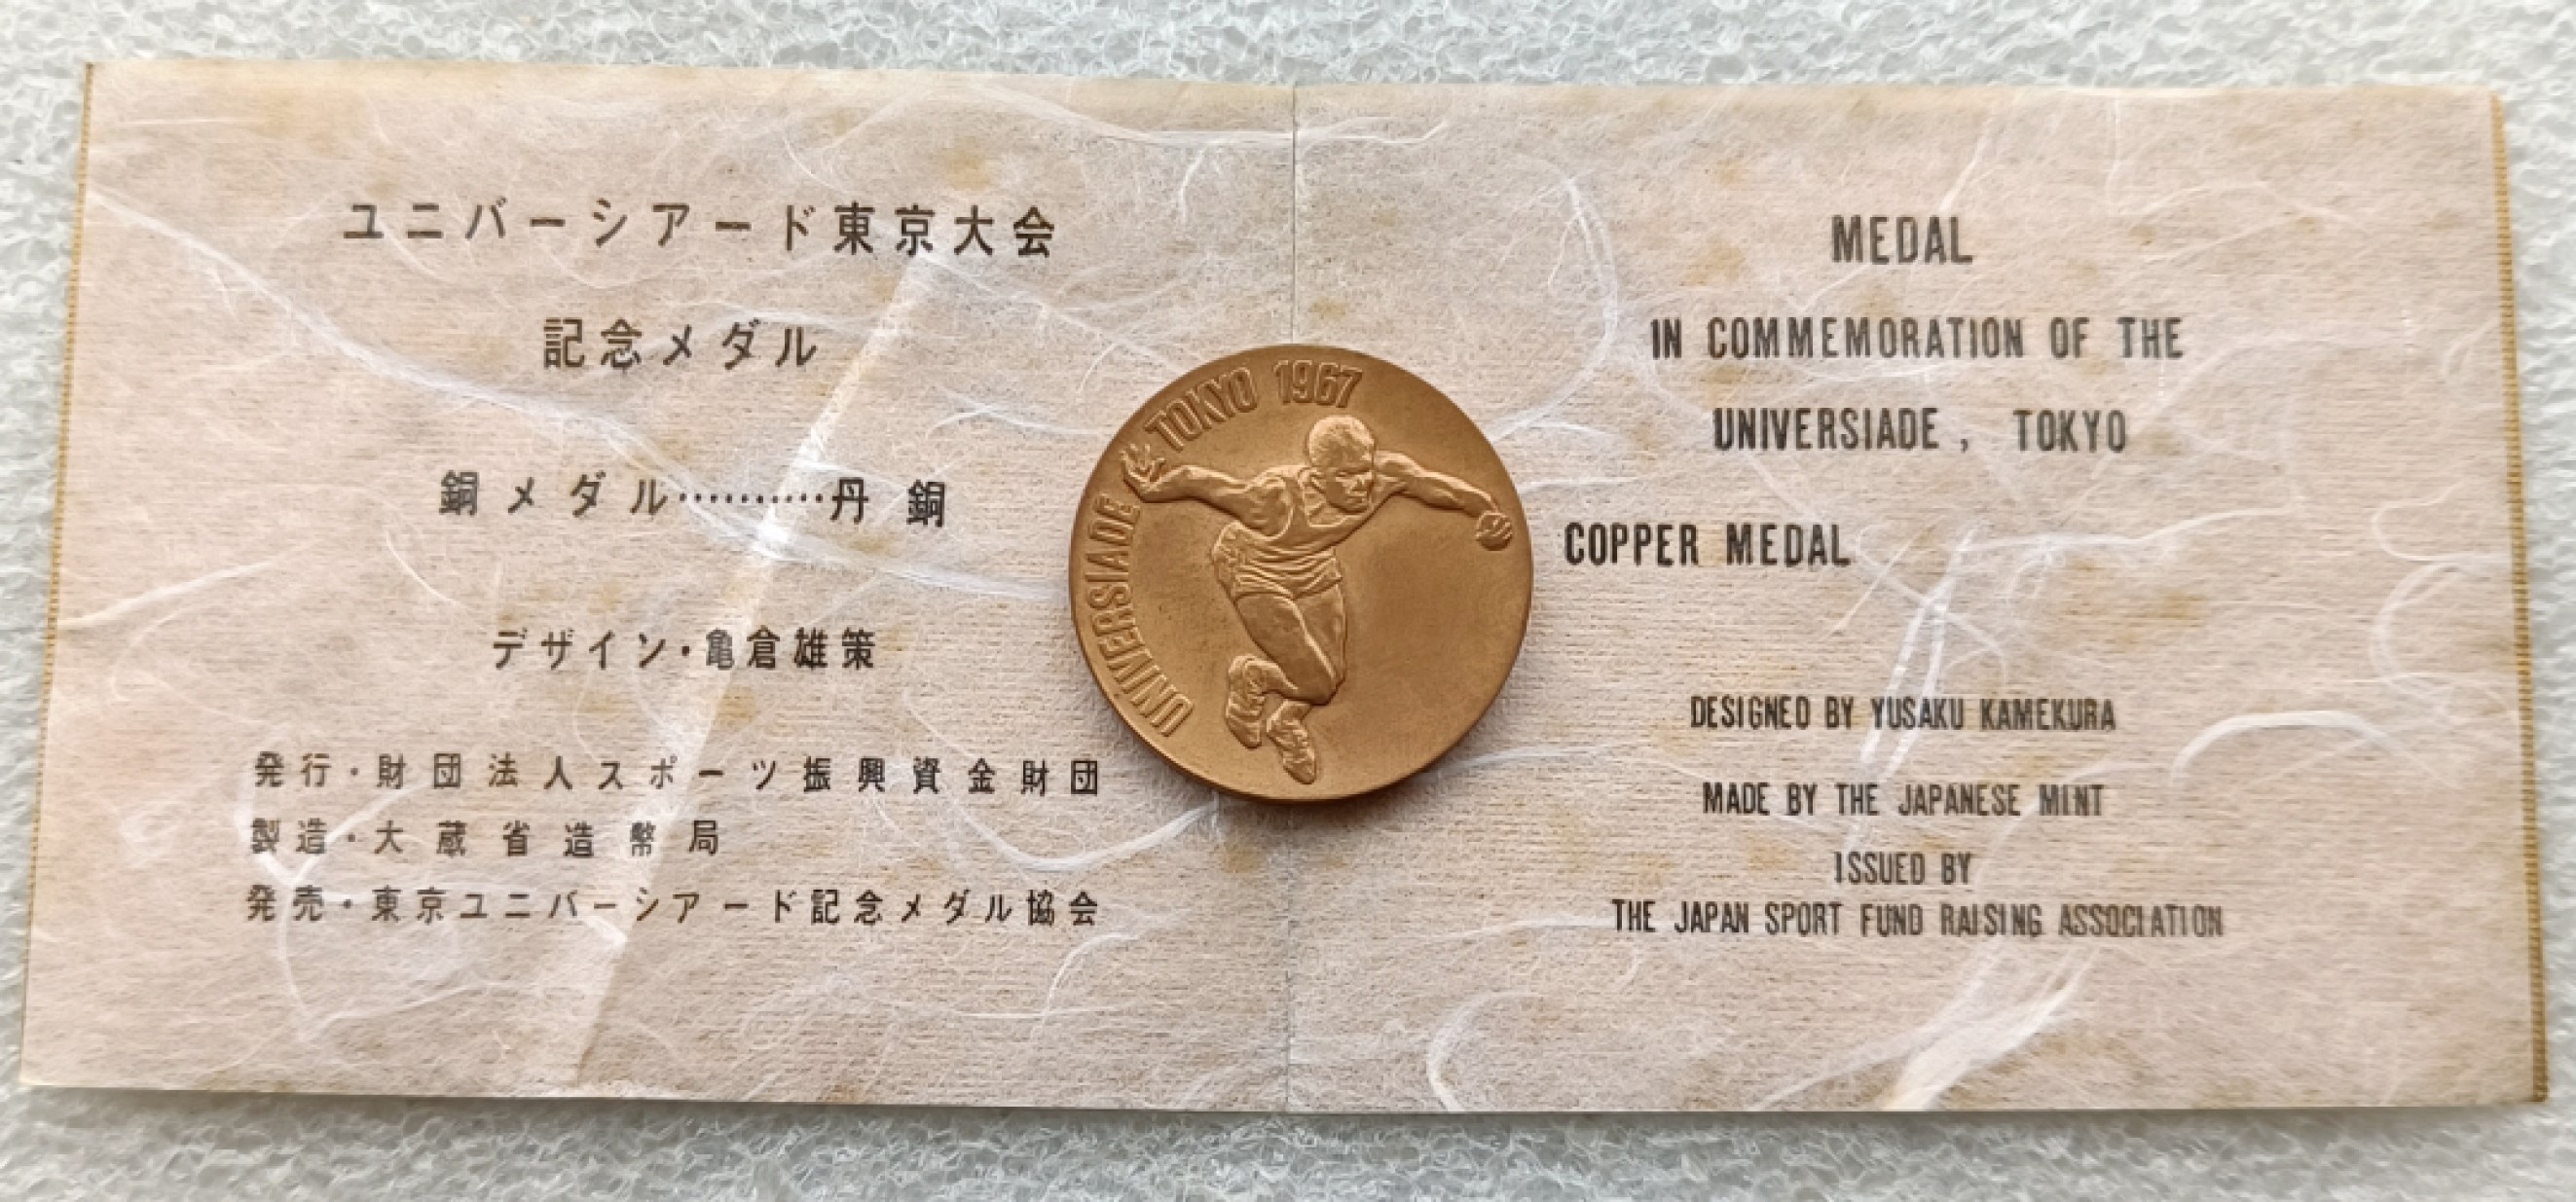 ユニバーシアード東京大会
記念メダル
銅メダル··········丹銅
デザイン·亀倉雄策
発行·財団法人スポーツ振興資金財団
製造·大蔵省造幣局
発売·東京ユニバーシアード記念メダル協会
UNIVERSIADE TOKYO 1967
MEDAL
IN COMMEMORATION OF THE
UNIVERSIADE, TOKYO
COPPER MEDAL
DESIGNED BY YUSAKU KAMEKURA
MADE BY THE JAPANESE MINT
ISSUED BY
THE JAPAN SPORT FUND RAISING ASSOCIATION